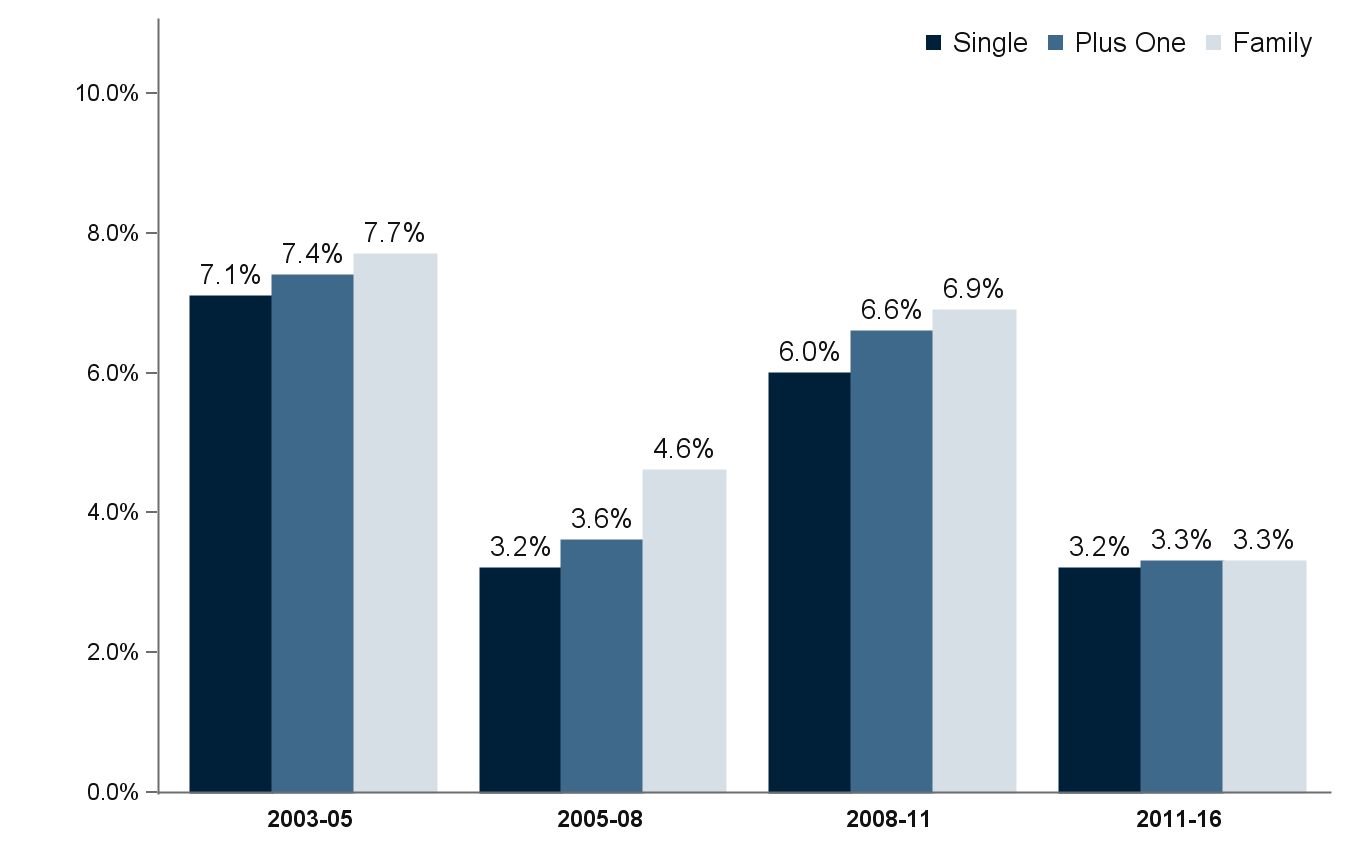 Single Plus One Family
10.0%
8.0%
6.0%
4.0%
2.0%
0.0%
7.1% 7.4% 7.7%
3.2% 3.6% 4.6%
6.0% 6.6% 6.9%
3.2% 3.3% 3.3%
2003-05 2005-08 2008-11 2011-16